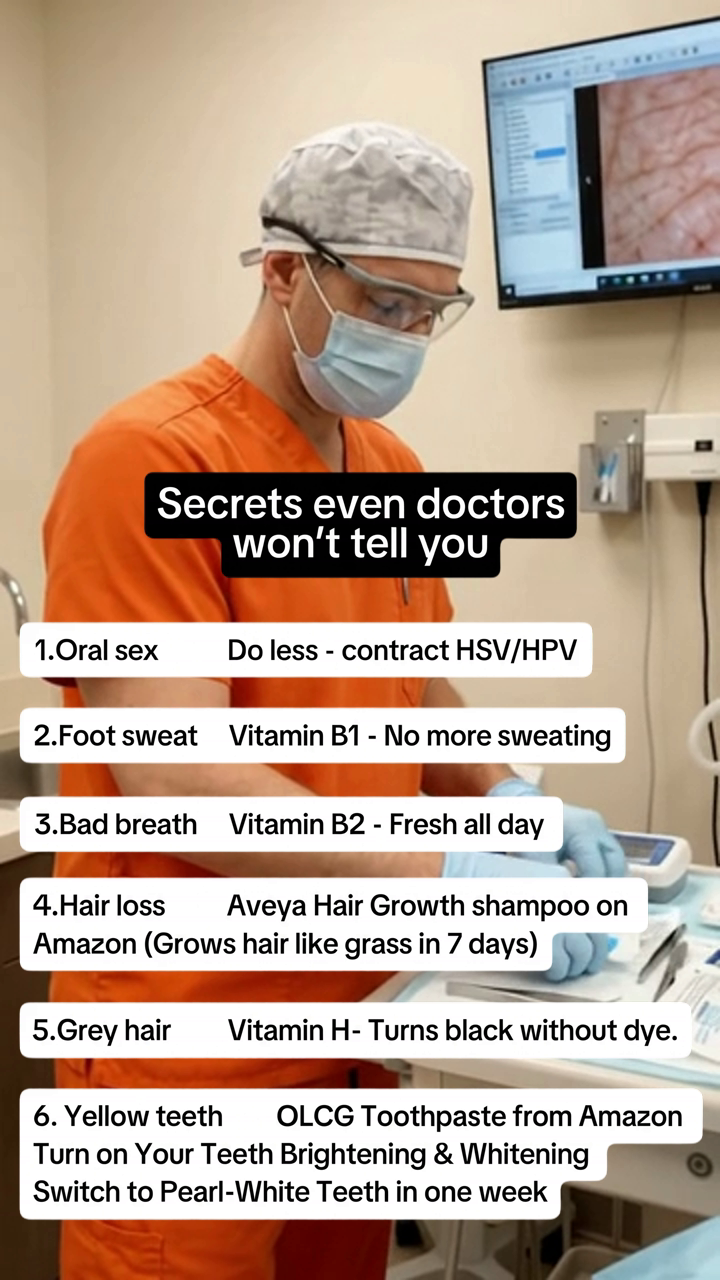 Secrets even doctors
won't tell you
1.Oral sex Do less - contract HSV/HPV
2.Foot sweat Vitamin B1 - No more sweating
3.Bad breath Vitamin B2 - Fresh all day
4.Hair loss Aveya Hair Growth shampoo on
Amazon (Grows hair like grass in 7 days)
5.Grey hair Vitamin H- Turns black without dye.
6. Yellow teeth OLCG Toothpaste from Amazon
Turn on Your Teeth Brightening & Whitening
Switch to Pearl-White Teeth in one week